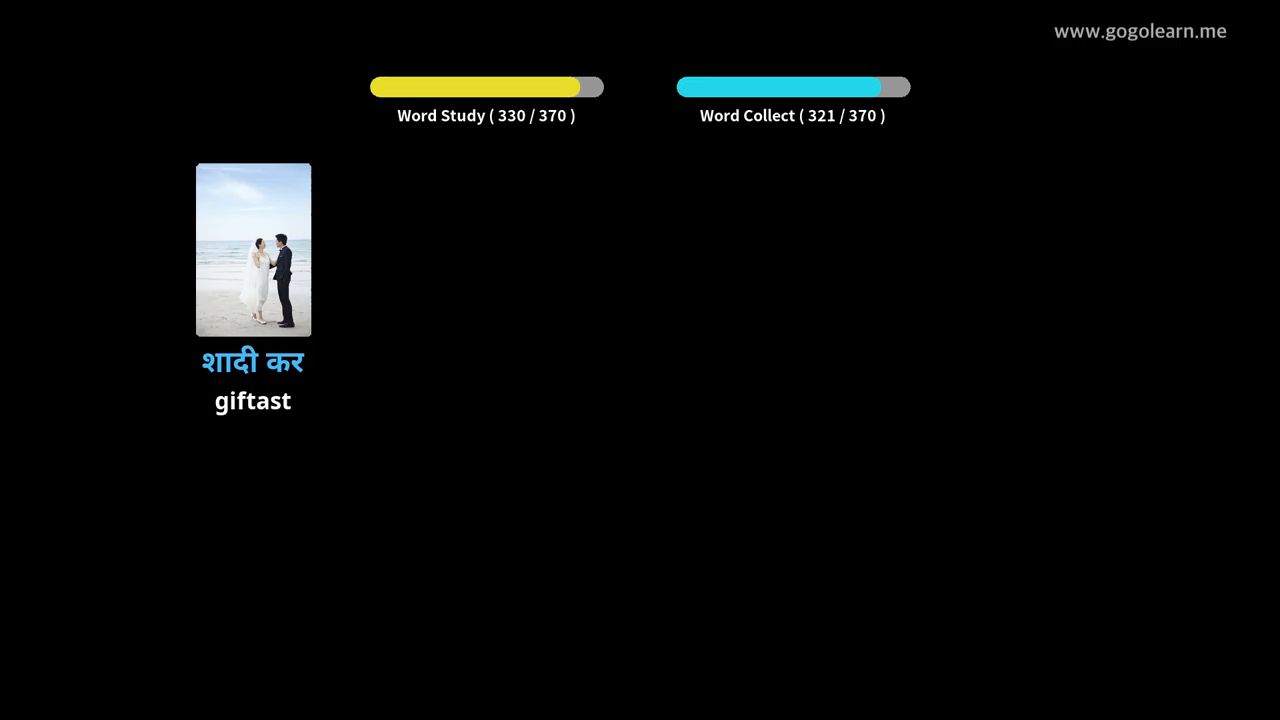 www.gogolearn.me
Word Study ( 330 / 370 )
Word Collect ( 321 / 370 )
शादी कर
giftast